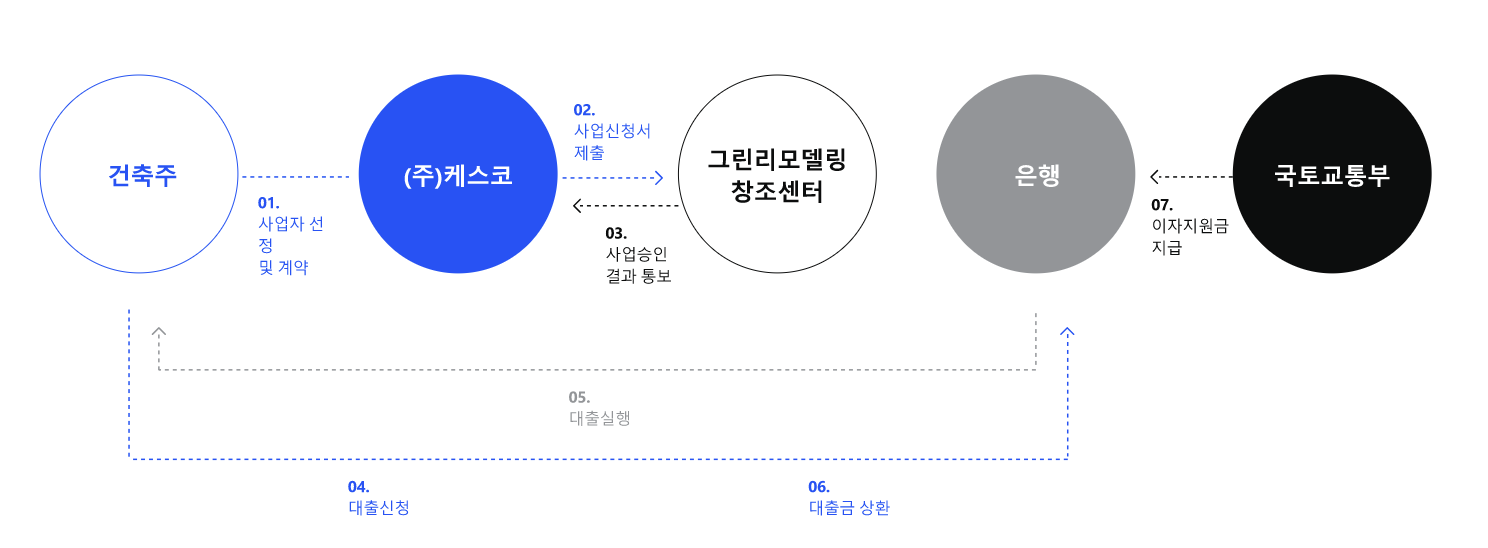 건축주
01.
사업자 선
정
및 계약
(주)케스코
02.
사업신청서
제출
03.
사업승인
결과 통보
그린리모델링
창조센터
은행
07.
이자지원금
지급
국토교통부
05.
대출실행
04.
대출신청
06.
대출금 상환